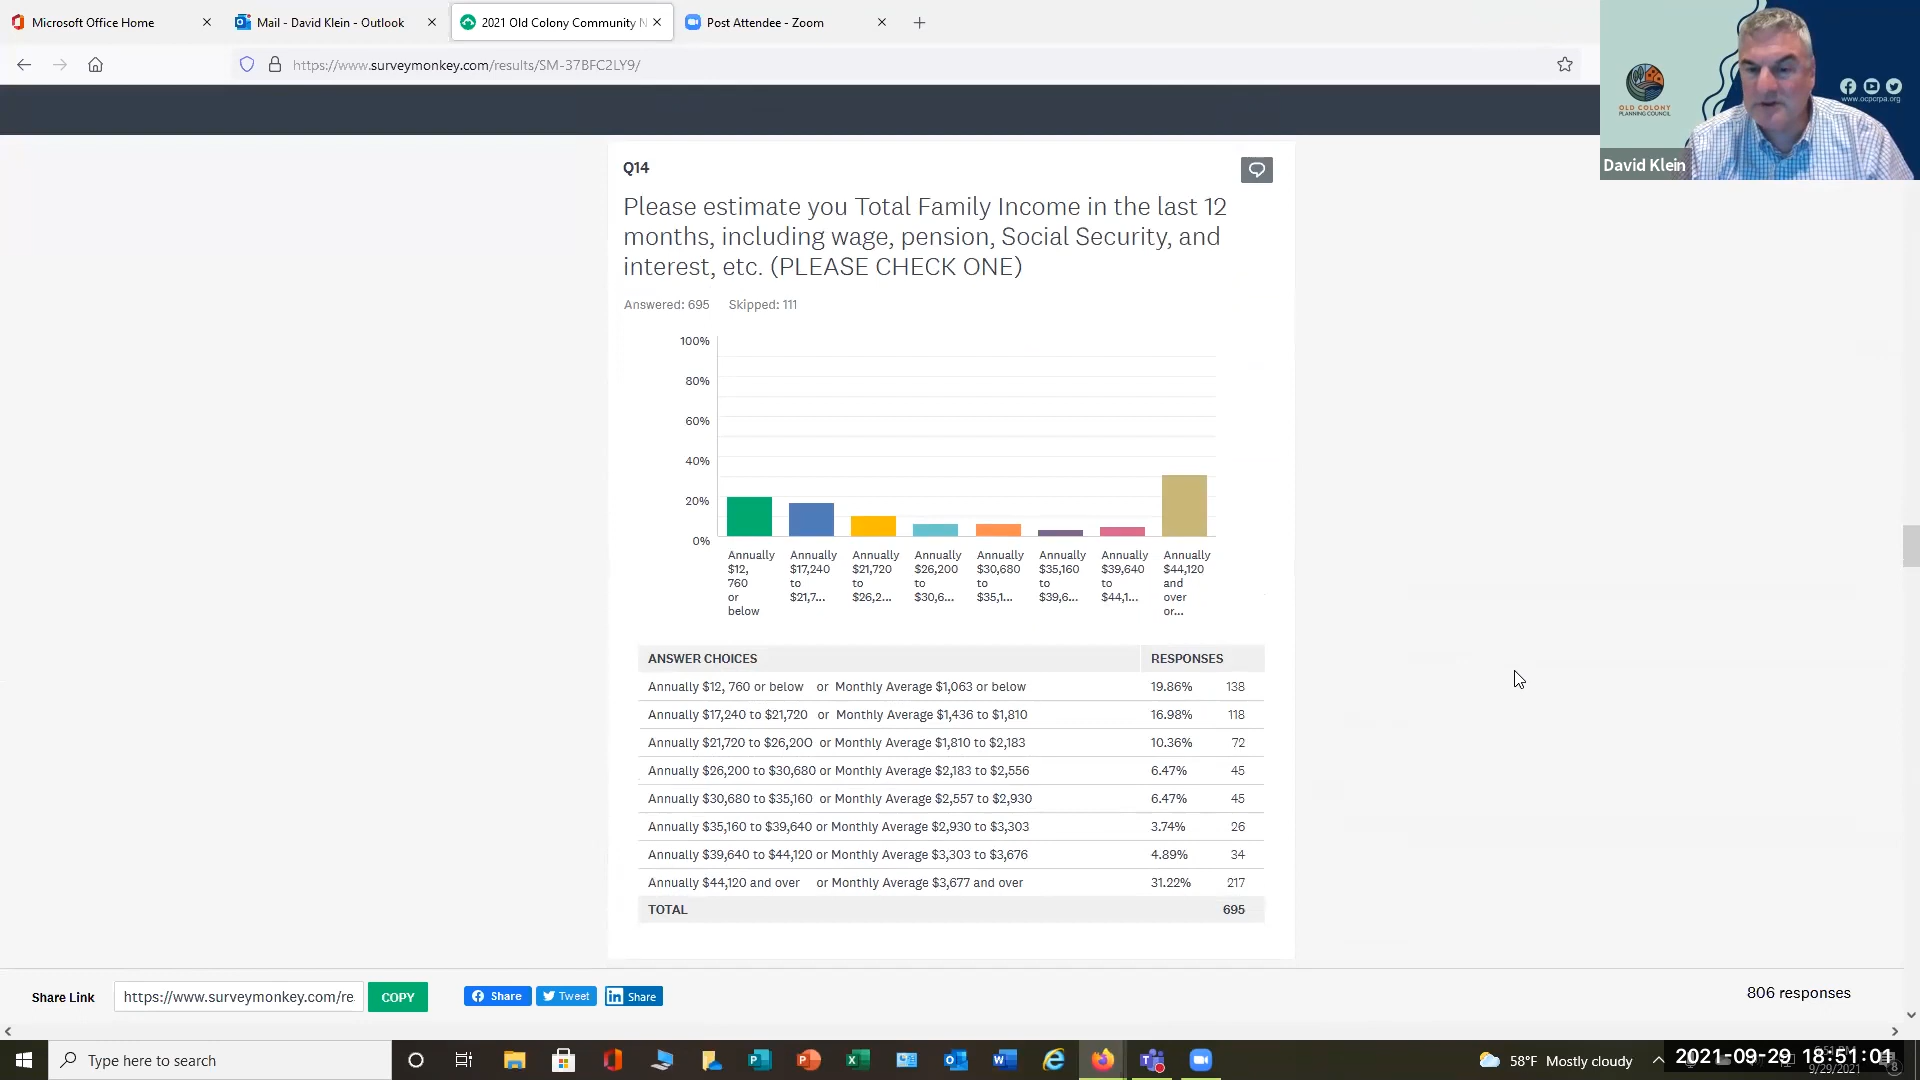 Microsoft Office Home
Mail - David Klein - Outlook
2021 Old Colony Community N
Post Attendee - Zoom
https://www.surveymonkey.com/results/SM-37BFC2LY9/
OLD COLONY
PLANNING COUNCIL
www.ocpcrpa.org
David Klein
Q14
Please estimate you Total Family Income in the last 12
months, including wage, pension, Social Security, and
interest, etc. (PLEASE CHECK ONE)
Answered: 695 Skipped: 111
100%
80%
60%
40%
20%
0%
Annually $12, 760 or below
Annually $17,240 to $21,7...
Annually $21,720 to $26,2...
Annually $26,200 to $30,6...
Annually $30,680 to $35,1...
Annually $35,160 to $39,6...
Annually $39,640 to $44,1...
Annually $44,120 and over or...
ANSWER CHOICES RESPONSES
Annually $12, 760 or below or Monthly Average $1,063 or below 19.86% 138
Annually $17,240 to $21,720 or Monthly Average $1,436 to $1,810 16.98% 118
Annually $21,720 to $26,200 or Monthly Average $1,810 to $2,183 10.36% 72
Annually $26,200 to $30,680 or Monthly Average $2,183 to $2,556 6.47% 45
Annually $30,680 to $35,160 or Monthly Average $2,557 to $2,930 6.47% 45
Annually $35,160 to $39,640 or Monthly Average $2,930 to $3,303 3.74% 26
Annually $39,640 to $44,120 or Monthly Average $3,303 to $3,676 4.89% 34
Annually $44,120 and over or Monthly Average $3,677 and over 31.22% 217
TOTAL 695
Share Link
https://www.surveymonkey.com/re
COPY
Share
Tweet
Share
806 responses
Type here to search
58°F Mostly cloudy
2021-09-29 18:51:01
9/29/2021